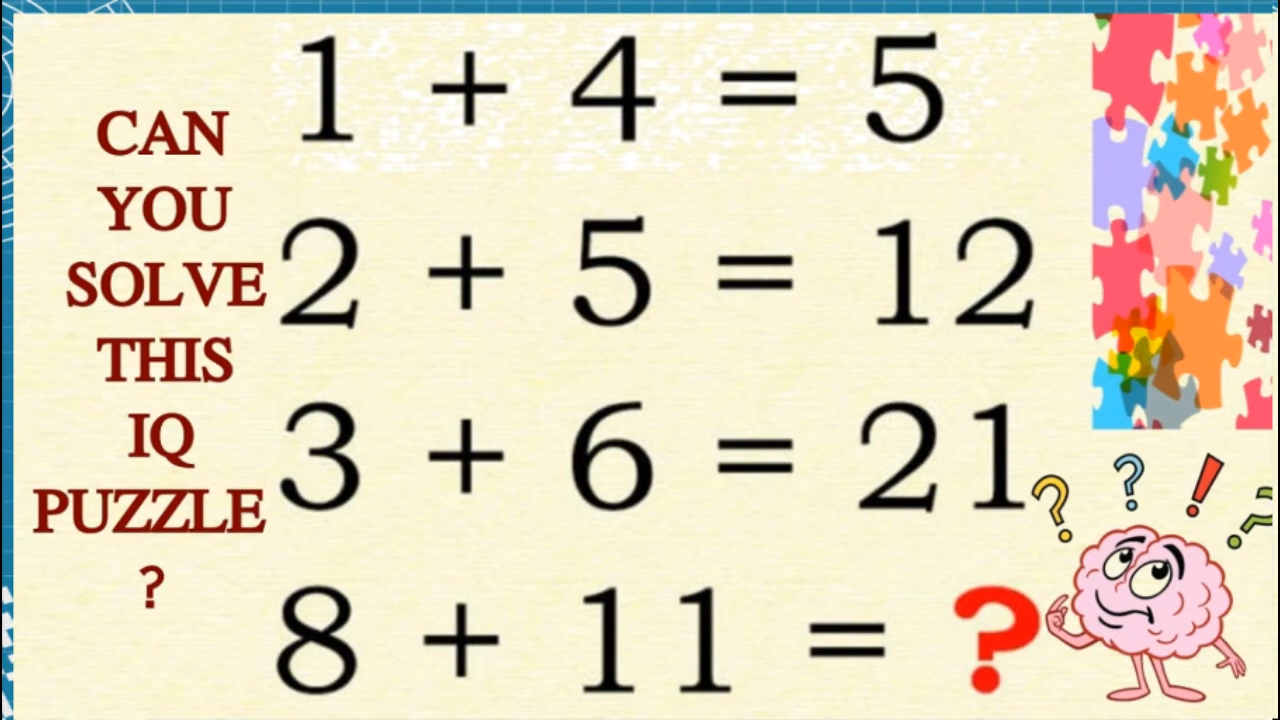 CAN
YOU
SOLVE
THIS
IQ
PUZZLE
?
1 + 4 = 5
2 + 5 = 12
3 + 6 = 21
8 + 11 = ?
? ? ! ?